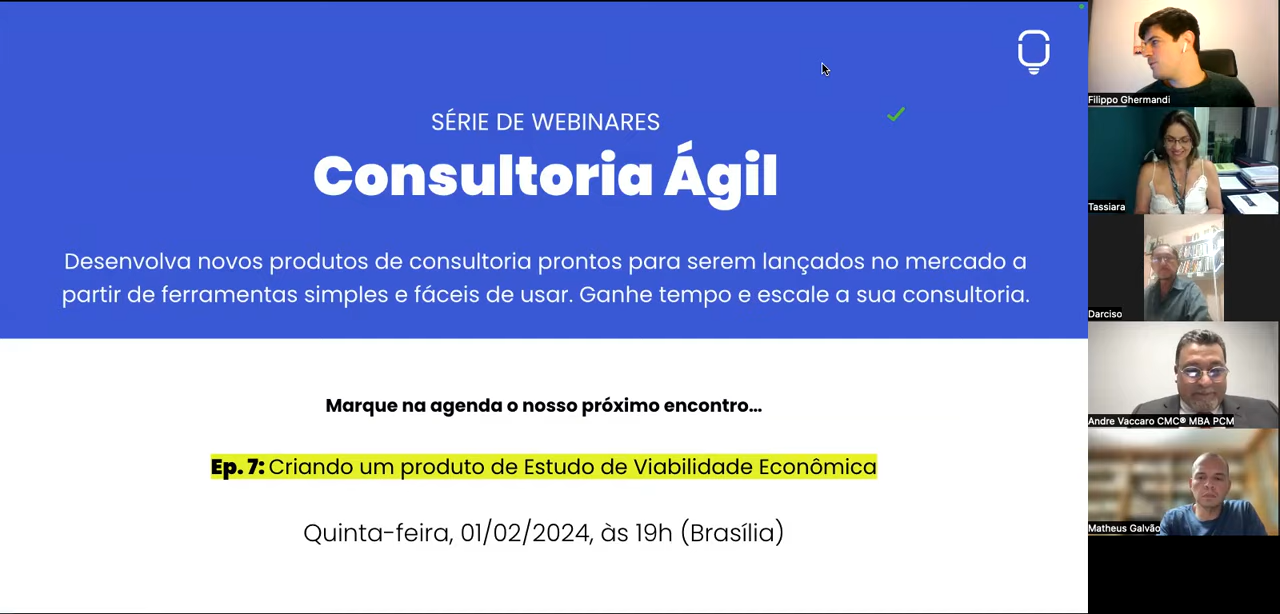 SÉRIE DE WEBINARES
Consultoria Ágil
Desenvolva novos produtos de consultoria prontos para serem lançados no mercado a
partir de ferramentas simples e fáceis de usar. Ganhe tempo e escale a sua consultoria.
Marque na agenda o nosso próximo encontro...
Ep. 7: Criando um produto de Estudo de Viabilidade Econômica
Quinta-feira, 01/02/2024, às 19h (Brasília)
Filippo Ghermandi
Tassiara
Darciso
Andre Vaccaro CMC® MBA PCM
Matheus Galvão